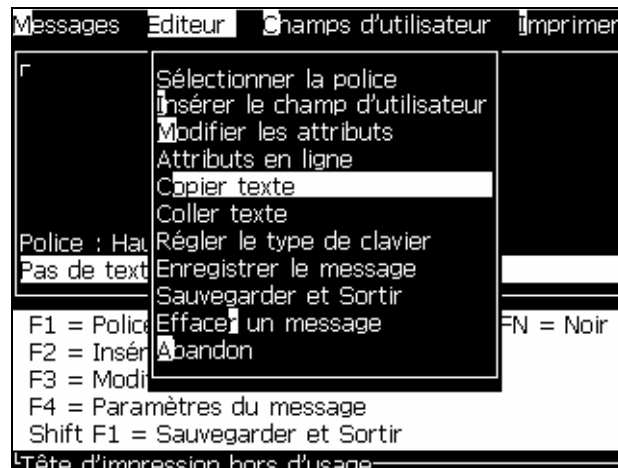 Messages Editeur Champs d'utilisateur Imprimer
Sélectionner la police
Insérer le champ d'utilisateur
Modifier les attributs
Attributs en ligne
Copier texte
Coller texte
Régler le type de clavier
Enregistrer le message
Sauvegarder et Sortir
Effacer un message
Abandon
Police : Hau
Pas de text
F1 = Police
FN = Noir
F2 = Insér
F3 = Modi
F4 = Paramètres du message
Shift F1 = Sauvegarder et Sortir
Tête d'impression hors d'usage